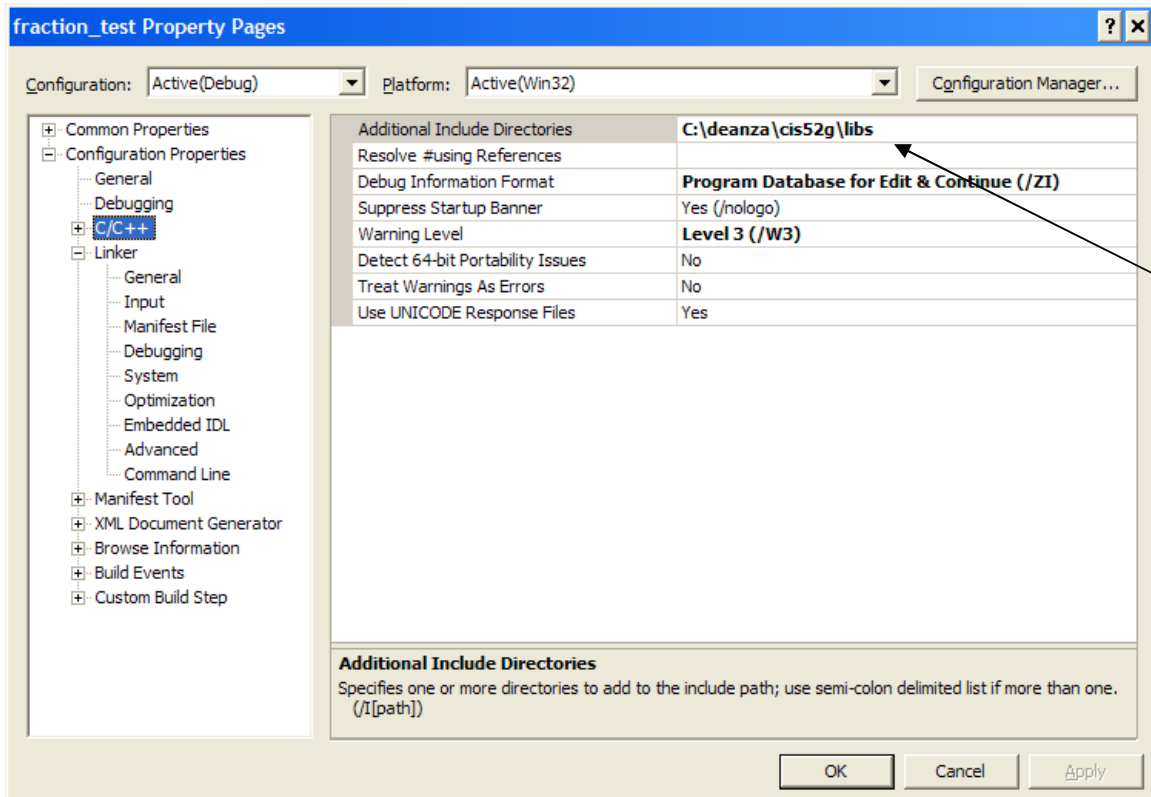 fraction_test Property Pages
? x
Configuration: Active(Debug) Platform: Active(Win32) Configuration Manager...
Common Properties
Configuration Properties
General
Debugging
C/C++
Linker
General
Input
Manifest File
Debugging
System
Optimization
Embedded IDL
Advanced
Command Line
Manifest Tool
XML Document Generator
Browse Information
Build Events
Custom Build Step
Additional Include Directories C:\deanza\cis52g\libs
Resolve #using References
Debug Information Format Program Database for Edit & Continue (/ZI)
Suppress Startup Banner Yes (/nologo)
Warning Level Level 3 (/W3)
Detect 64-bit Portability Issues No
Treat Warnings As Errors No
Use UNICODE Response Files Yes
Additional Include Directories
Specifies one or more directories to add to the include path; use semi-colon delimited list if more than one.
(/I[path])
OK Cancel Apply